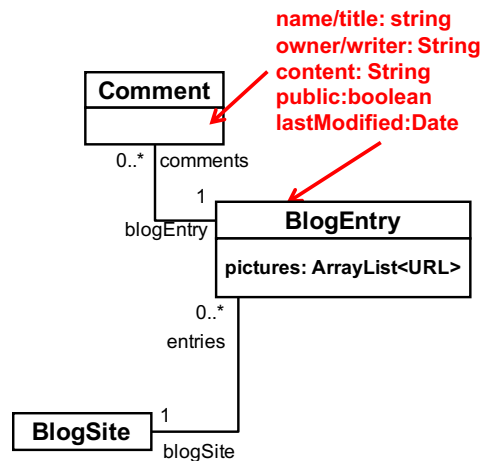 name/title: string
owner/writer: String
content: String
public:boolean
lastModified:Date
Comment
0..* comments
1
blogEntry
BlogEntry
pictures: ArrayList<URL>
0..*
entries
1
BlogSite
blogSite